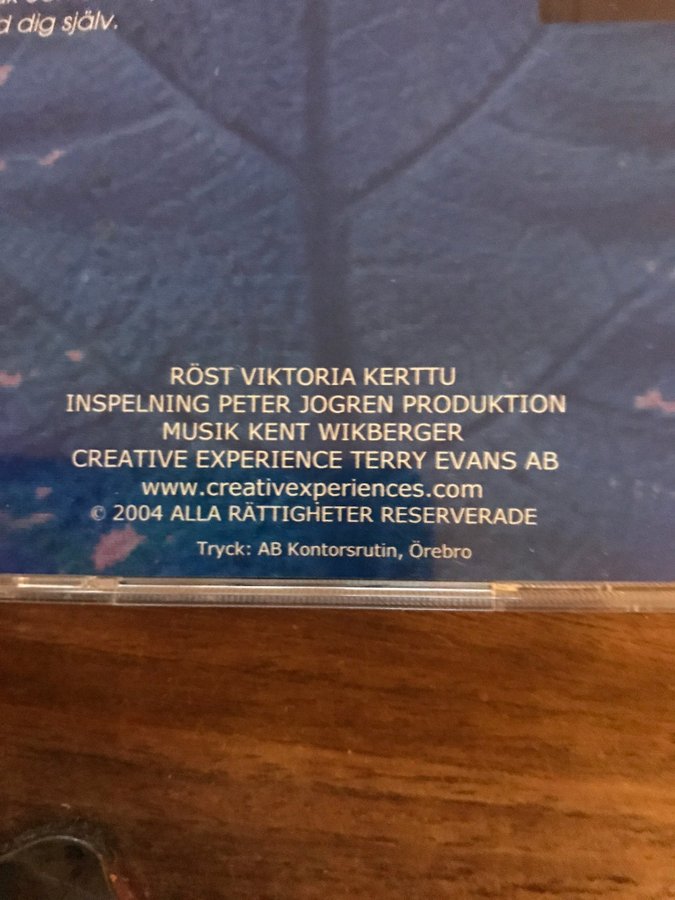 dig själv.
RÖST VIKTORIA KERTTU
INSPELNING PETER JOGREN PRODUKTION
MUSIK KENT WIKBERGER
CREATIVE EXPERIENCE TERRY EVANS AB
www.creativexperiences.com
© 2004 ALLA RÄTTIGHETER RESERVERADE
Tryck: AB Kontorsrutin, Örebro